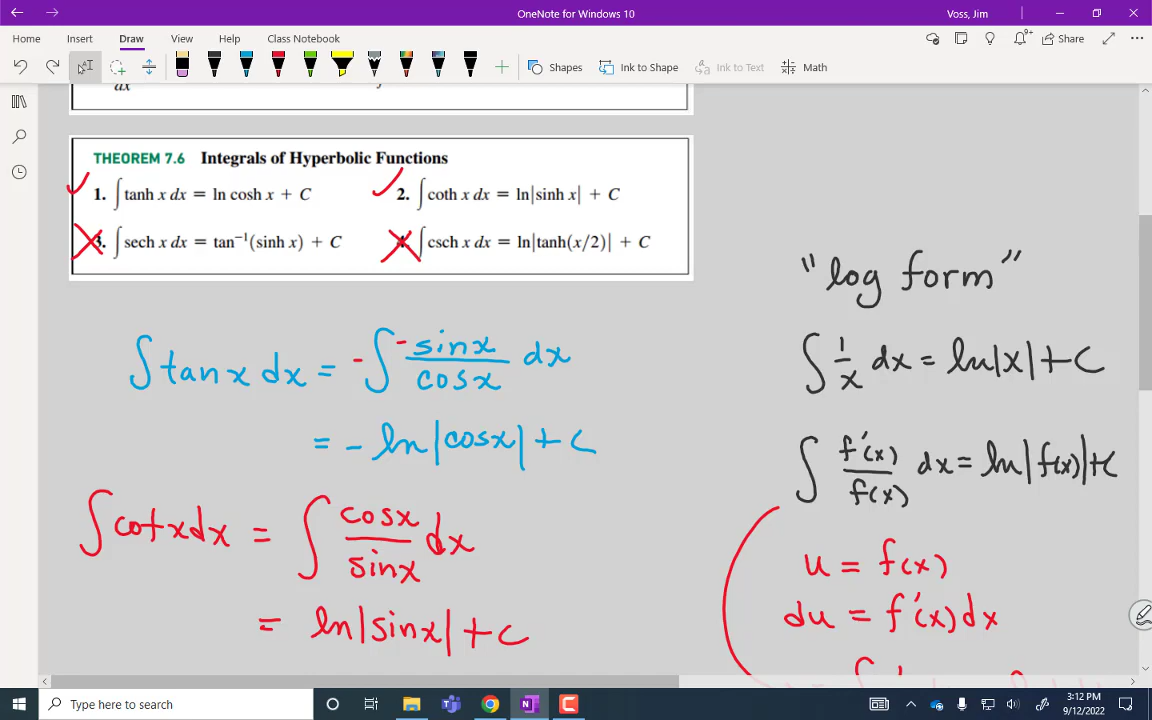 OneNote for Windows 10
Voss, Jim
Home Insert Draw View Help Class Notebook
Share
Shapes Ink to Shape Ink to Text Math
dx
THEOREM 7.6 Integrals of Hyperbolic Functions
1. ∫ tanh x dx = ln cosh x + C 2. ∫ coth x dx = ln|sinh x| + C
3. ∫ sech x dx = tan⁻¹(sinh x) + C 4. ∫ csch x dx = ln|tanh(x/2)| + C
∫ tan x dx = - ∫ - sin x / cos x dx
= - ln|cos x| + C
∫ cot x dx = ∫ cos x / sin x dx
= ln|sin x| + C
"log form"
∫ 1/x dx = ln|x| + C
∫ f'(x)/f(x) dx = ln|f(x)| + C
u = f(x)
du = f'(x) dx
Type here to search
3:12 PM
9/12/2022